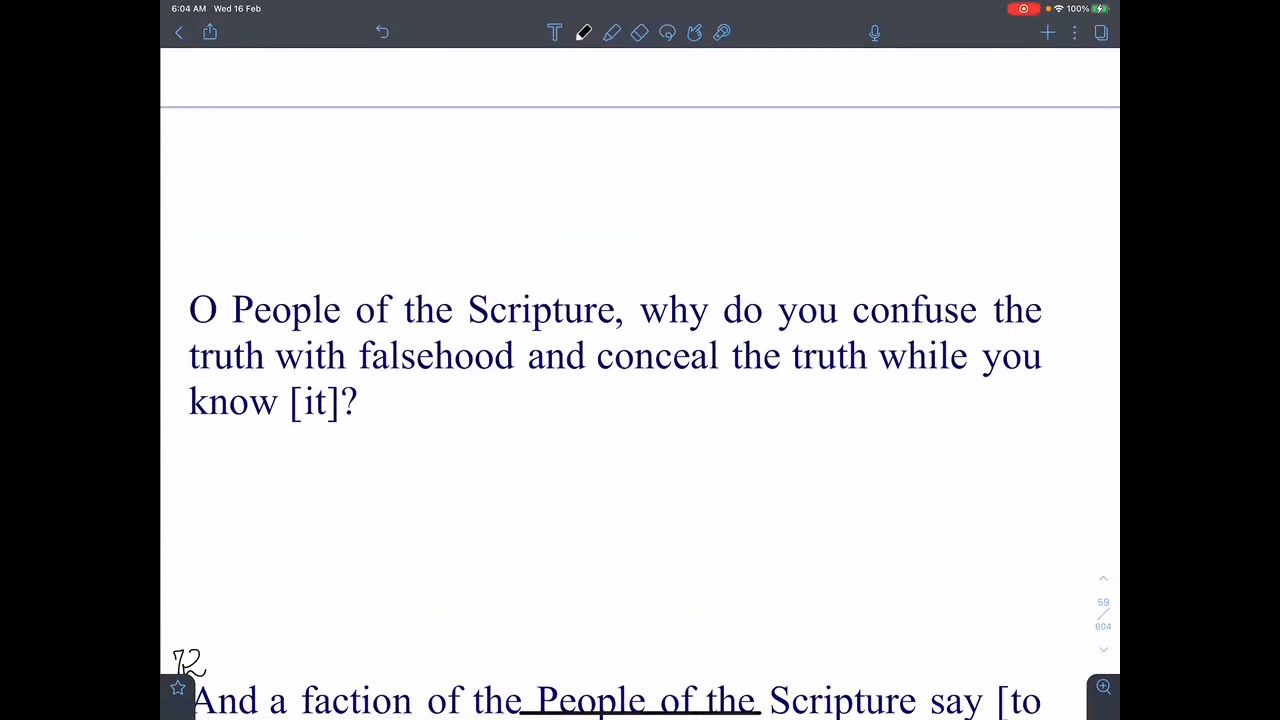 6:04 AM Wed 16 Feb
100%
O People of the Scripture, why do you confuse the
truth with falsehood and conceal the truth while you
know [it]?
59
604
72
And a faction of the People of the Scripture say [to